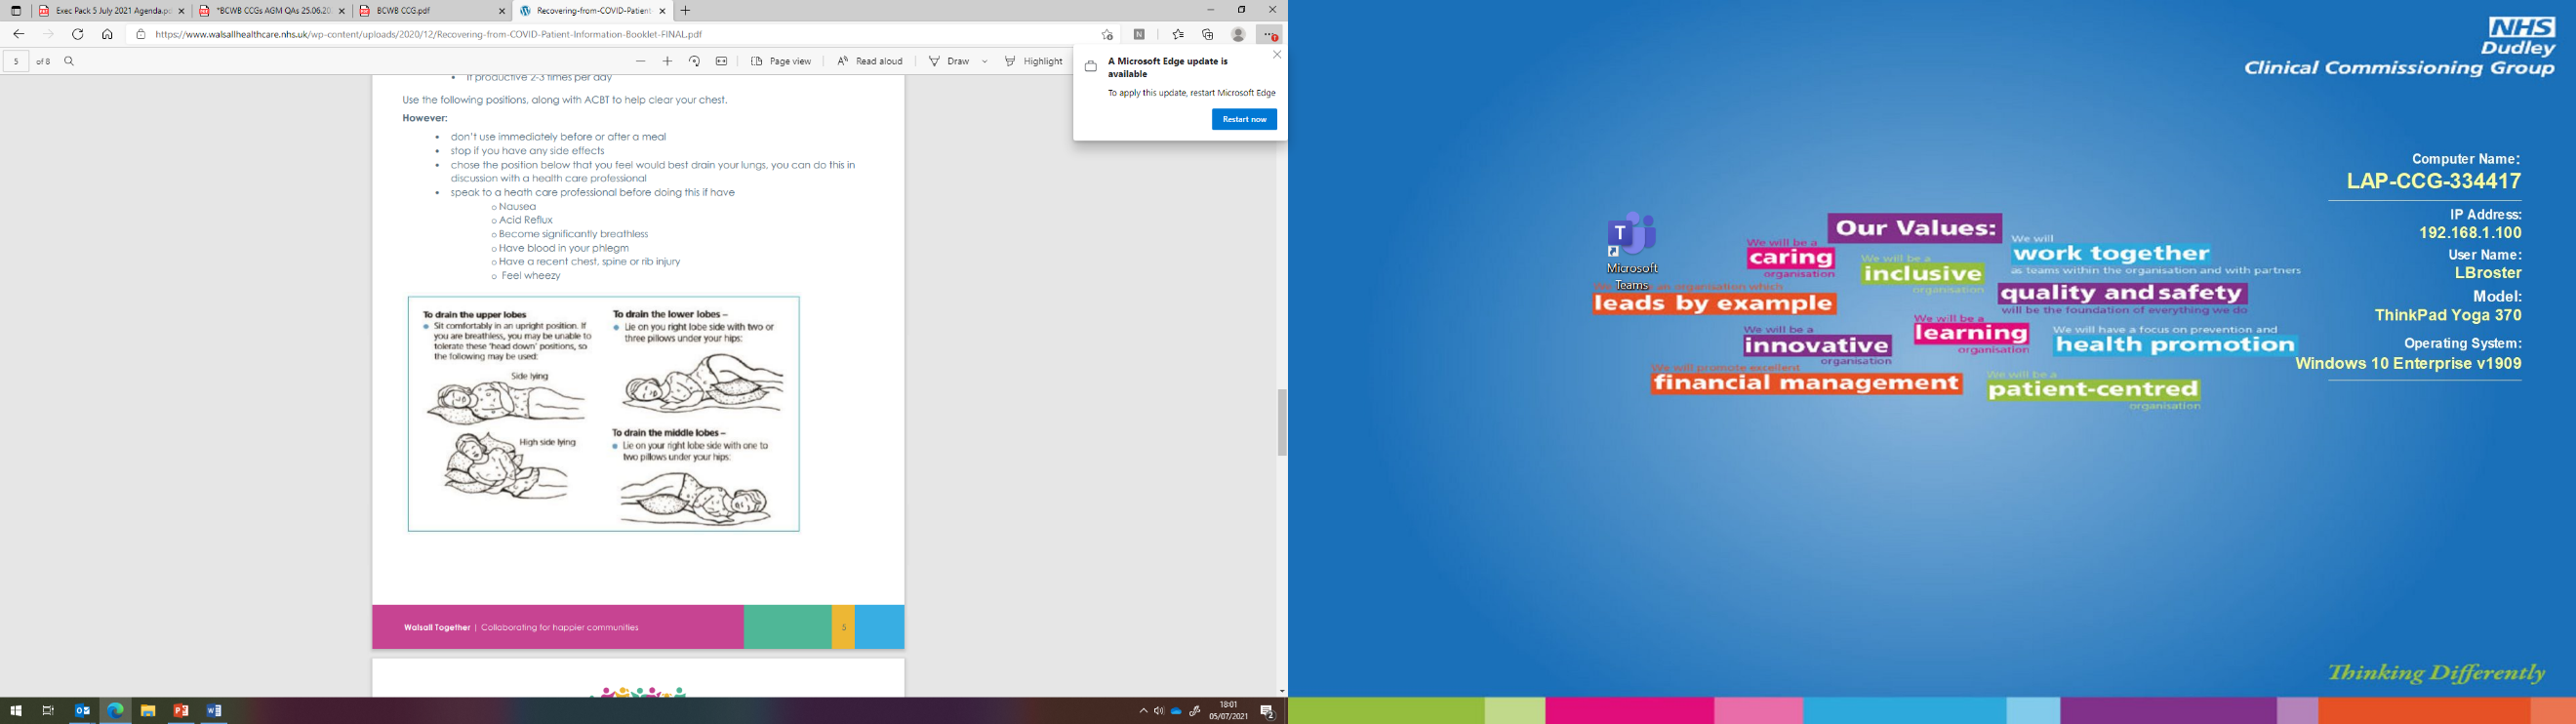 Exec Pack 5 July 2021 Agenda.pd
*BCWB CCGs AGM QAs 25.06.20
BCWB CCG.pdf
Recovering-from-COVID-Patient-
https://www.walsallhealthcare.nhs.uk/wp-content/uploads/2020/12/Recovering-from-COVID-Patient-Information-Booklet-FINAL.pdf
5 of 8
Page view
Read aloud
Draw
Highlight
A Microsoft Edge update is
available
To apply this update, restart Microsoft Edge
Restart now
• If productive 2-3 times per day
Use the following positions, along with ACBT to help clear your chest.
However:
• don't use immediately before or after a meal
• stop if you have any side effects
• chose the position below that you feel would best drain your lungs, you can do this in
discussion with a health care professional
• speak to a heath care professional before doing this if have
o Nausea
o Acid Reflux
o Become significantly breathless
o Have blood in your phlegm
o Have a recent chest, spine or rib injury
o Feel wheezy
To drain the upper lobes
• Sit comfortably in an upright position. If
you are breathless, you may be unable to
tolerate these 'head down' positions, so
the following may be used:
Side lying
High side lying
To drain the lower lobes –
• Lie on you right lobe side with two or
three pillows under your hips:
To drain the middle lobes –
• Lie on your right lobe side with one to
two pillows under your hips:
Walsall Together | Collaborating for happier communities
5
18:01
05/07/2021
2
NHS
Dudley
Clinical Commissioning Group
Computer Name:
LAP-CCG-334417
IP Address:
192.168.1.100
User Name:
LBroster
Model:
ThinkPad Yoga 370
Operating System:
Windows 10 Enterprise v1909
Microsoft
Teams
Our Values:
We will be a
caring
organisation
We will be a
inclusive
organisation
We will
work together
as teams within the organisation and with partners
an organisation which
leads by example
quality and safety
will be the foundation of everything we do
We will be a
innovative
organisation
We will be a
learning
organisation
We will have a focus on prevention and
health promotion
We will promote excellent
financial management
We will be a
patient-centred
organisation
Thinking Differently